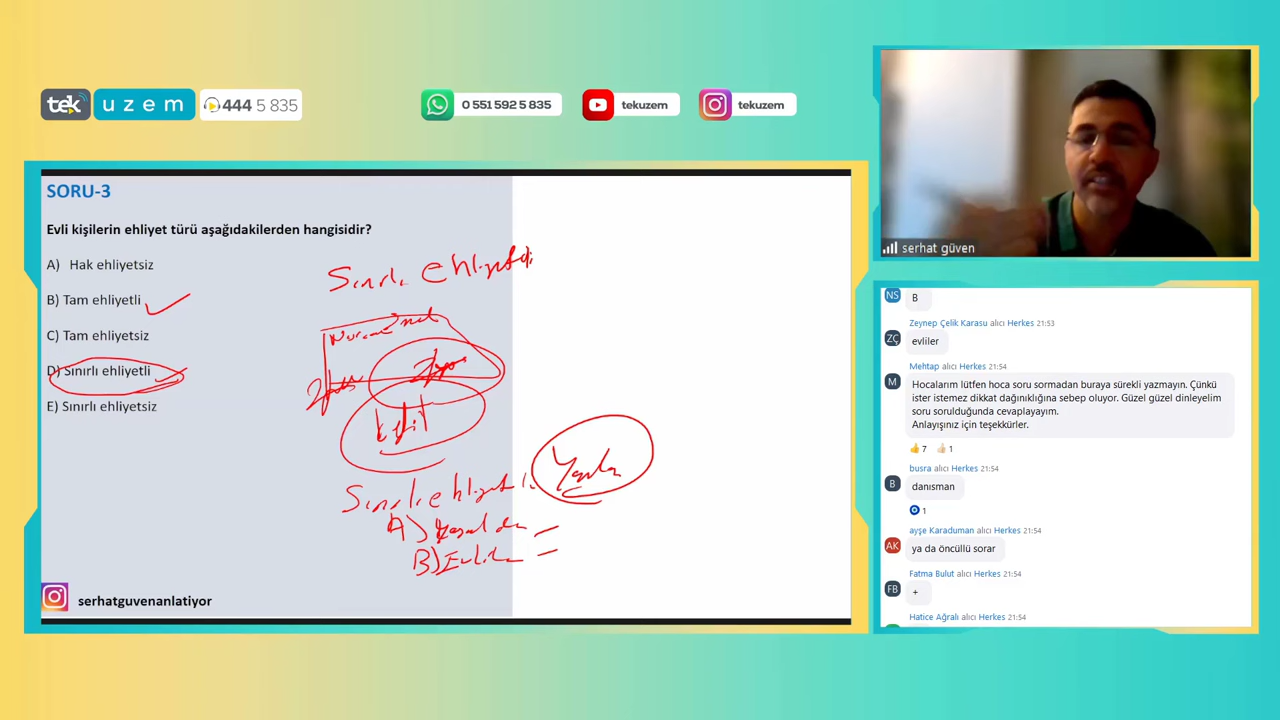 tek uzem 444 5 835
0 551 592 5 835
tekuzem
tekuzem
SORU-3
Evli kişilerin ehliyet türü aşağıdakilerden hangisidir?
A) Hak ehliyetsiz
B) Tam ehliyetli
C) Tam ehliyetsiz
D) Sınırlı ehliyetli
E) Sınırlı ehliyetsiz
Sınırlı ehliyetli
Sınırlı ehliyetli
A) Yasal
B) Evliler
serhatguvenanlatiyor
serhat güven
NS
B
Zeynep Çelik Karasu alıcı Herkes 21:53
ZÇ
evliler
Mehtap alıcı Herkes 21:54
M
Hocalarım lütfen hoca soru sormadan buraya sürekli yazmayın. Çünkü
ister istemez dikkat dağınıklığına sebep oluyor. Güzel güzel dinleyelim
soru sorulduğunda cevaplayayım.
Anlayışınız için teşekkürler.
7 1
busra alıcı Herkes 21:54
B
danısman
1
ayşe Karaduman alıcı Herkes 21:54
AK
ya da öncüllü sorar
Fatma Bulut alıcı Herkes 21:54
FB
+
Hatice Ağralı alıcı Herkes 21:54